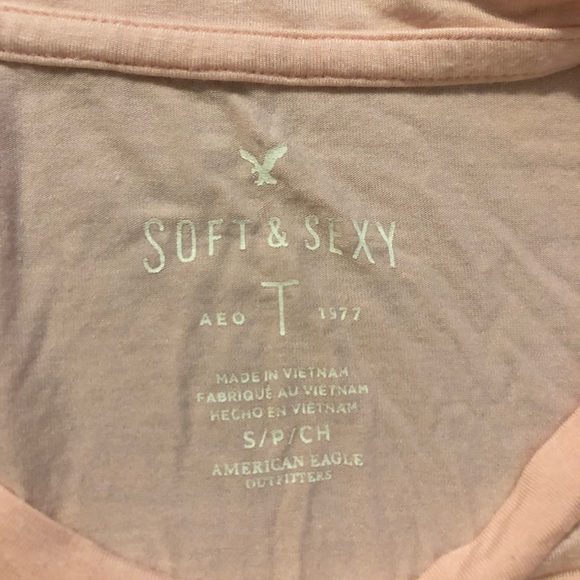 SOFT & SEXY
AEO T 1977
MADE IN VIETNAM
FABRIQUÉ AU VIETNAM
HECHO EN VIETNAM
S/P/CH
AMERICAN EAGLE
OUTFITTERS